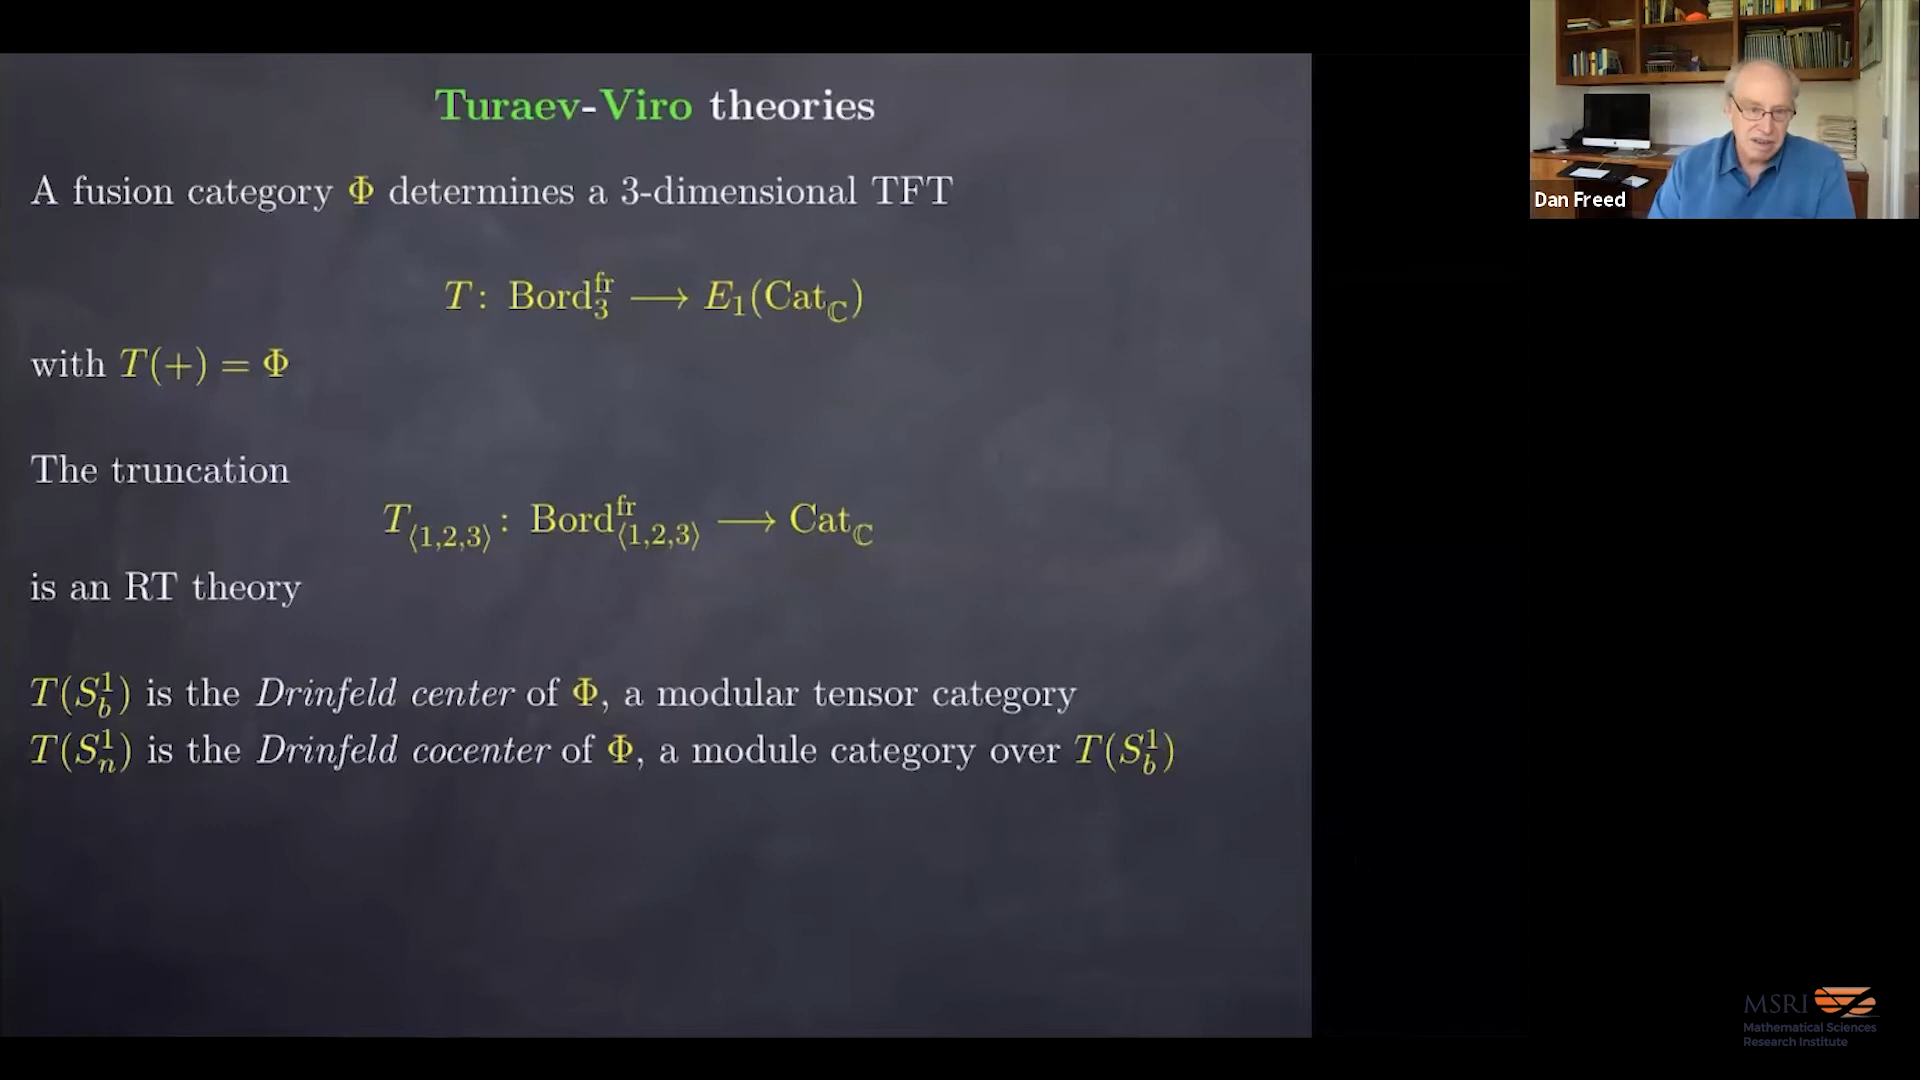 Turaev-Viro theories
A fusion category Φ determines a 3-dimensional TFT
T : Bord₃ᶠʳ ⟶ E₁(Cat_ℂ)
with T(+) = Φ
The truncation
T_⟨1,2,3⟩ : Bord^fr_⟨1,2,3⟩ ⟶ Cat_ℂ
is an RT theory
T(S¹_b) is the Drinfeld center of Φ, a modular tensor category
T(S¹_n) is the Drinfeld cocenter of Φ, a module category over T(S¹_b)
Dan Freed
MSRI
Mathematical Sciences
Research Institute